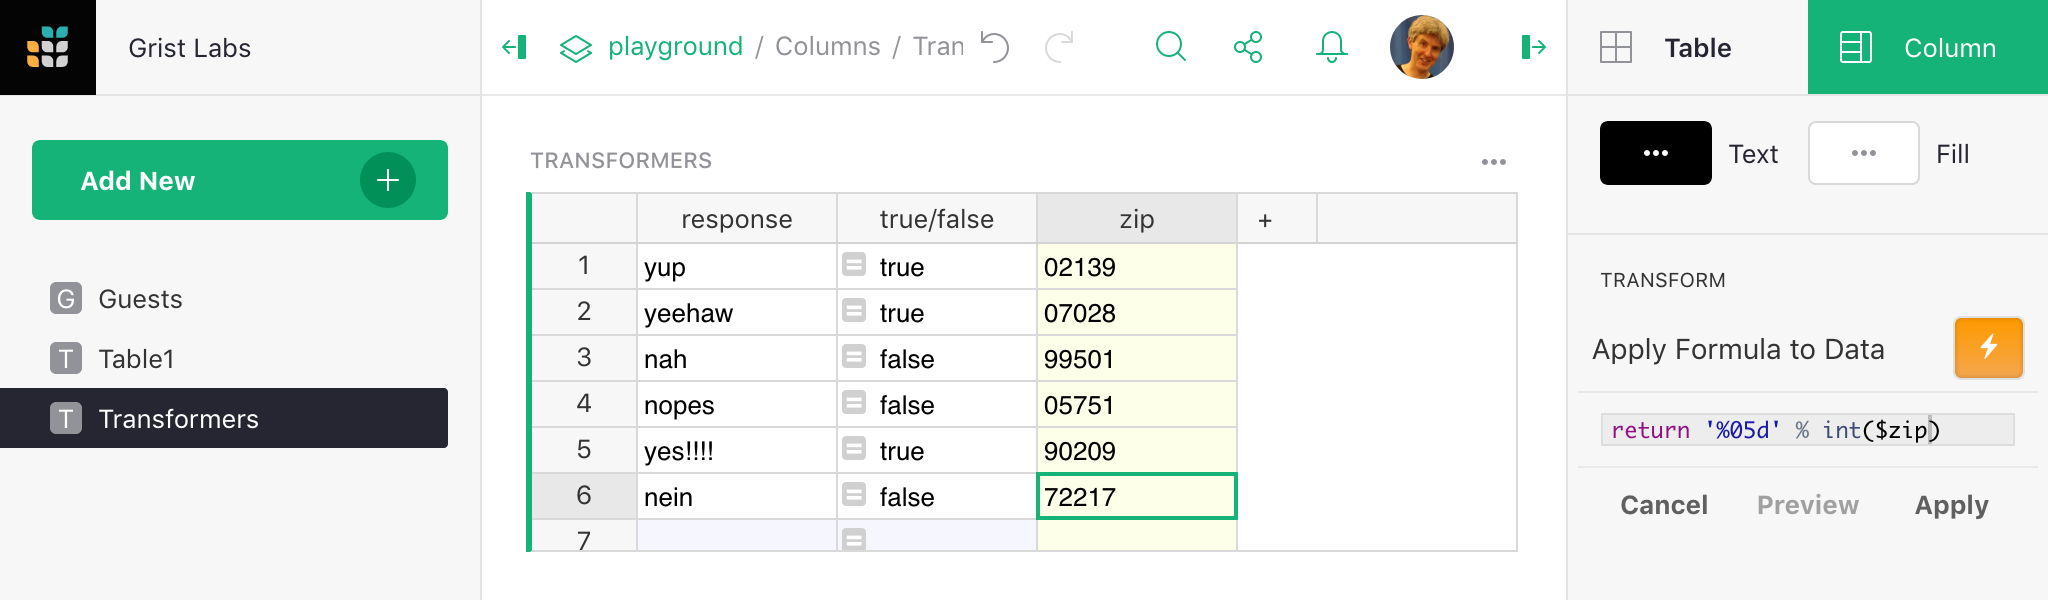 Grist Labs
playground / Columns / Tran
Table
Column
Add New
Guests
Table1
Transformers
TRANSFORMERS
response true/false zip +
1 yup true 02139
2 yeehaw true 07028
3 nah false 99501
4 nopes false 05751
5 yes!!!! true 90209
6 nein false 72217
7
Text
Fill
TRANSFORM
Apply Formula to Data
return '%05d' % int($zip)
Cancel Preview Apply